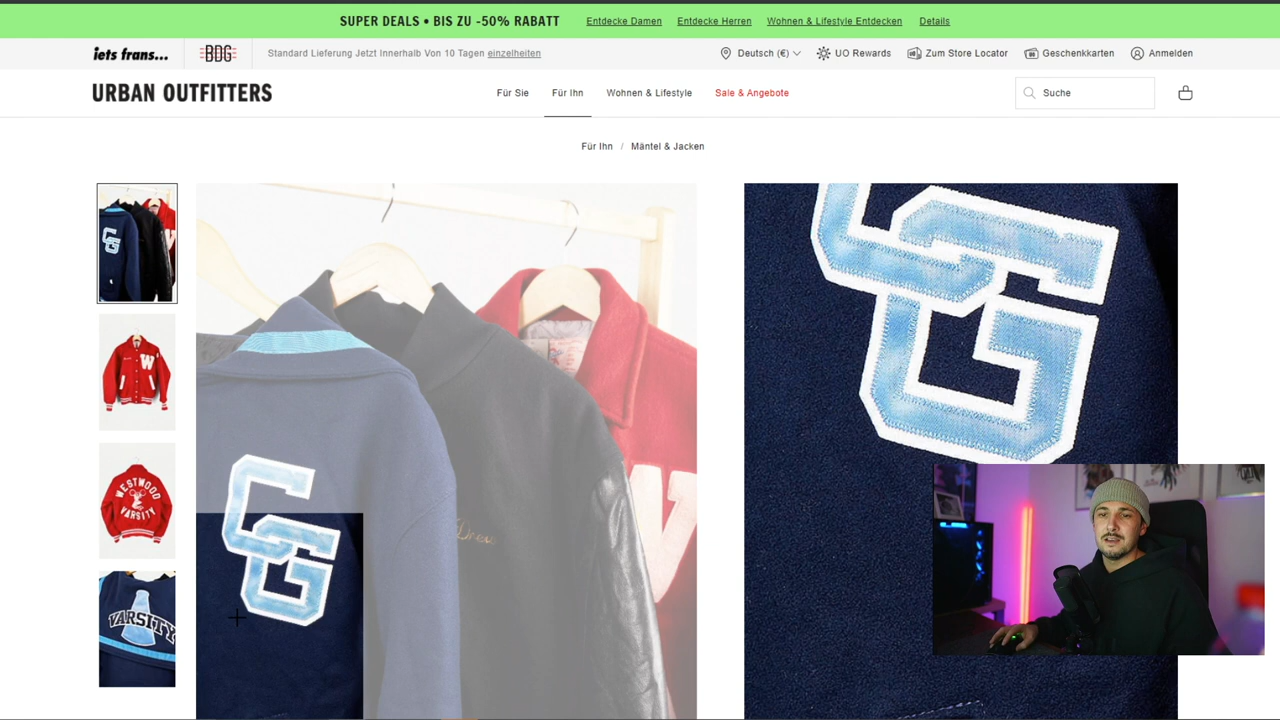 SUPER DEALS • BIS ZU -50% RABATT Entdecke Damen Entdecke Herren Wohnen & Lifestyle Entdecken Details
iets frans... BDG Standard Lieferung Jetzt Innerhalb Von 10 Tagen einzelheiten Deutsch (€) UO Rewards Zum Store Locator Geschenkkarten Anmelden
URBAN OUTFITTERS Für Sie Für Ihn Wohnen & Lifestyle Sale & Angebote Suche
Für Ihn / Mäntel & Jacken
CG
W
WESTWOOD
VARSITY
VARSITY
CG
Drew
W
CG